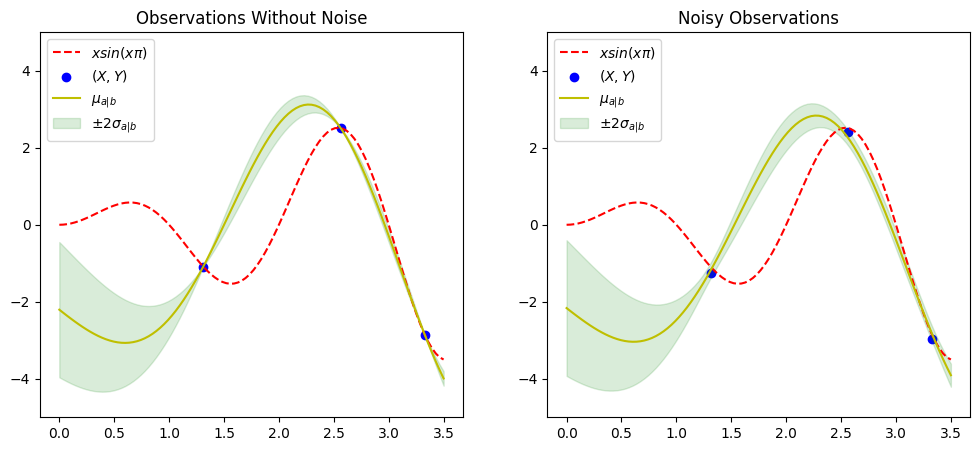 Observations Without Noise
xsin(xπ)
(X, Y)
μa|b
±2σa|b
4
2
0
−2
−4
0.0 0.5 1.0 1.5 2.0 2.5 3.0 3.5
Noisy Observations
xsin(xπ)
(X, Y)
μa|b
±2σa|b
4
2
0
−2
−4
0.0 0.5 1.0 1.5 2.0 2.5 3.0 3.5